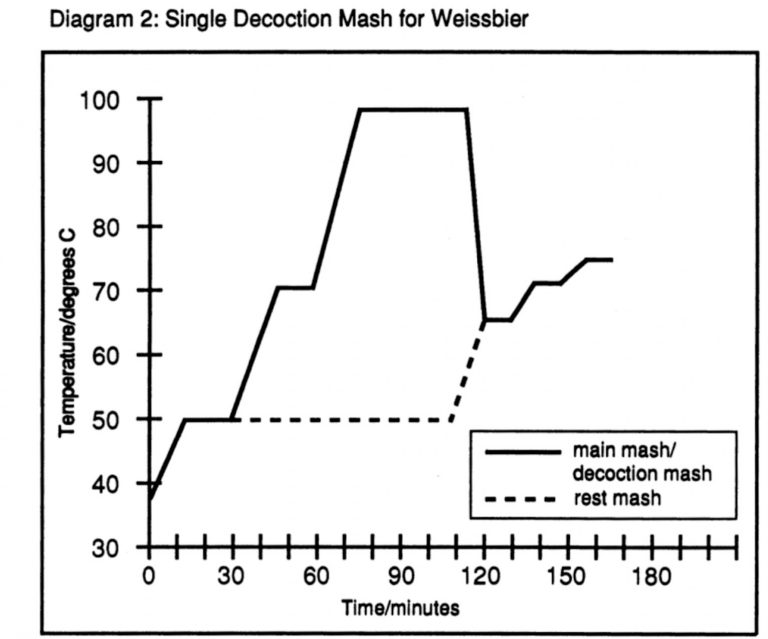 Diagram 2: Single Decoction Mash for Weissbier
100
90
80
70
60
50
40
30
Temperature/degrees C
main mash/
decoction mash
rest mash
0 30 60 90 120 150 180
Time/minutes